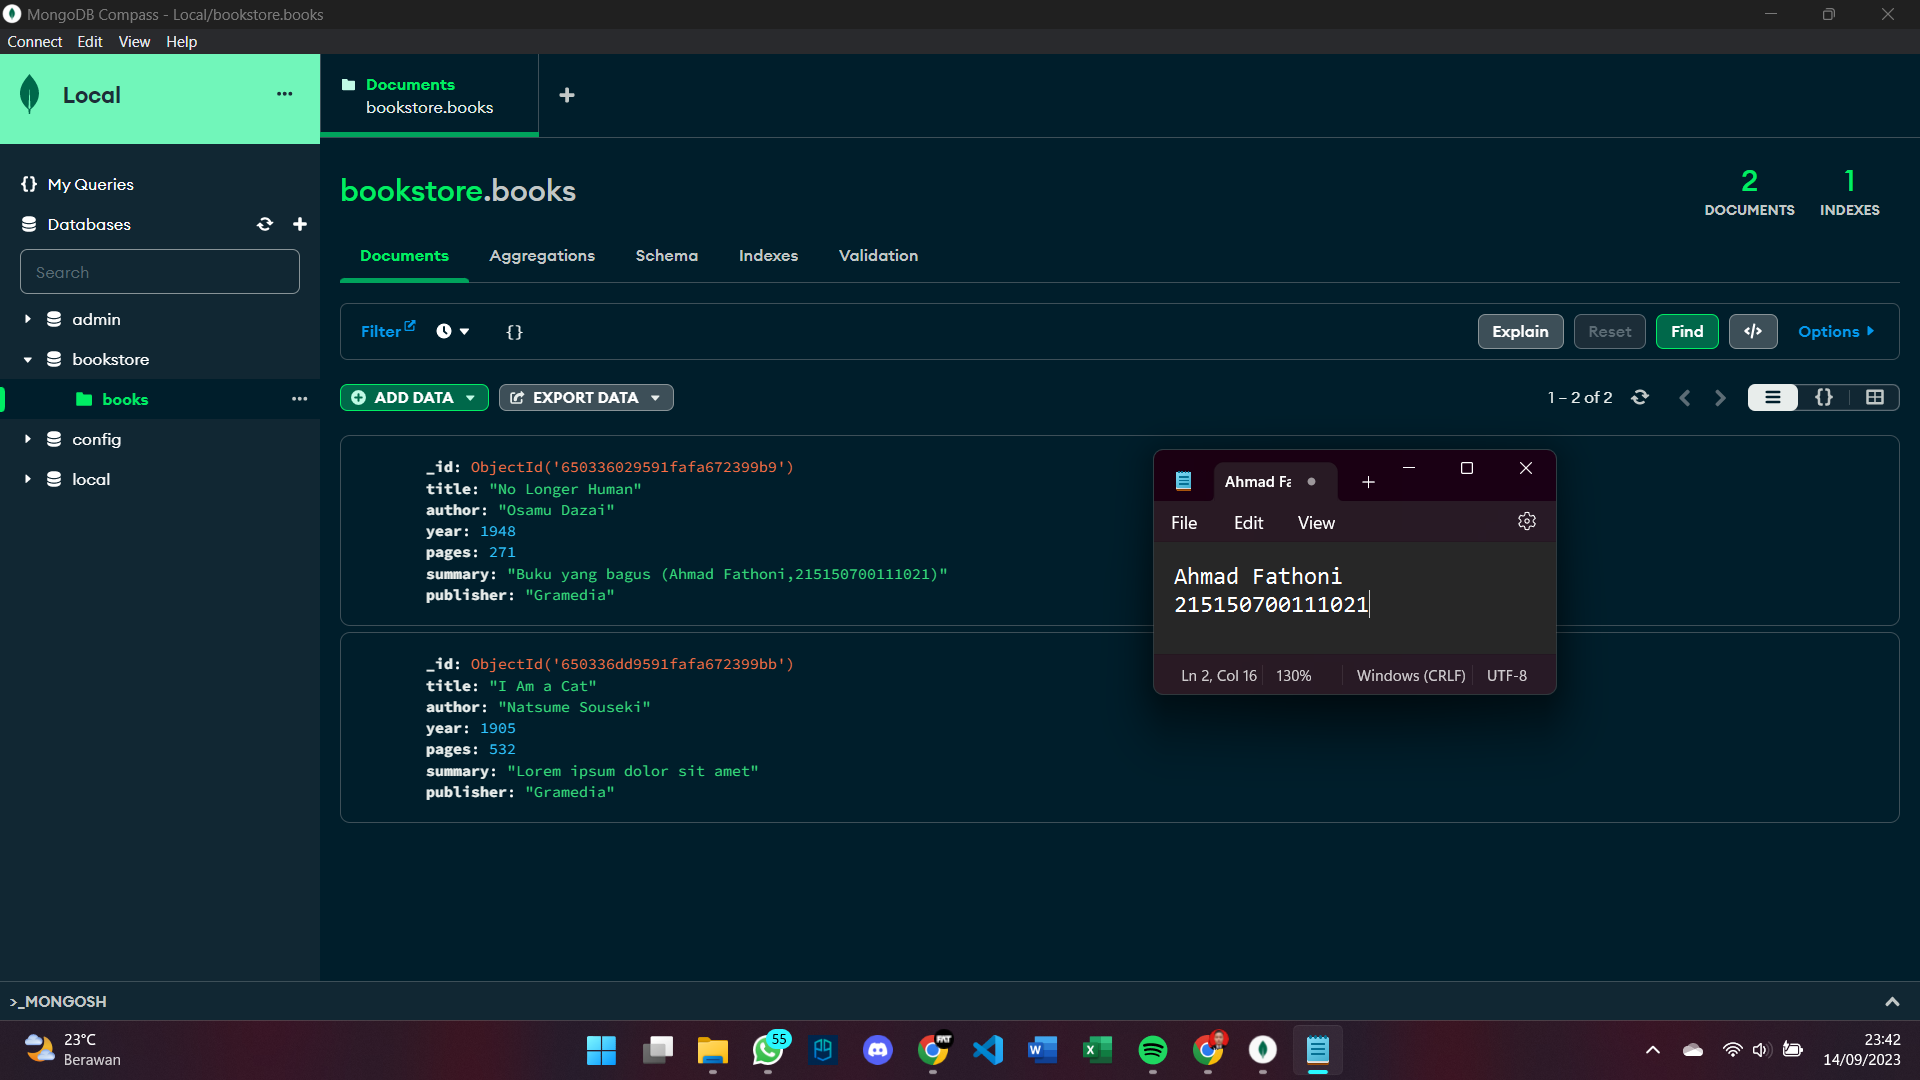 MongoDB Compass - Local/bookstore.books
Connect Edit View Help
Local
Documents
bookstore.books
My Queries
Databases
Search
admin
bookstore
books
config
local
bookstore.books
2
DOCUMENTS
1
INDEXES
Documents Aggregations Schema Indexes Validation
Filter {} Explain Reset Find </> Options
ADD DATA EXPORT DATA 1 – 2 of 2 {}
_id: ObjectId('650336029591fafa672399b9')
title: "No Longer Human"
author: "Osamu Dazai"
year: 1948
pages: 271
summary: "Buku yang bagus (Ahmad Fathoni,215150700111021)"
publisher: "Gramedia"
_id: ObjectId('650336dd9591fafa672399bb')
title: "I Am a Cat"
author: "Natsume Souseki"
year: 1905
pages: 532
summary: "Lorem ipsum dolor sit amet"
publisher: "Gramedia"
Ahmad Fa
File Edit View
Ahmad Fathoni
215150700111021
Ln 2, Col 16 130% Windows (CRLF) UTF-8
>_MONGOSH
23°C
Berawan
55
FAT
23:42
14/09/2023